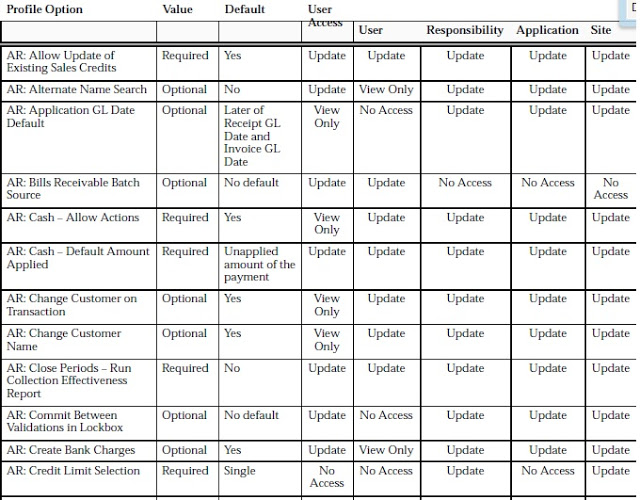 Profile Option Value Default User Access
User Responsibility Application Site
AR: Allow Update of Required Yes Update Update Update Update Update
Existing Sales Credits
AR: Alternate Name Search Optional No Update View Only Update Update Update
AR: Application GL Date Optional Later of View No Access Update Update Update
Default Receipt GL Only
Date and
Invoice GL
Date
AR: Bills Receivable Batch Optional No default Update Update No Access No Access No
Source Access
AR: Cash – Allow Actions Required Yes View Update Update Update Update
Only
AR: Cash – Default Amount Required Unapplied Update Update Update Update Update
Applied amount of the
payment
AR: Change Customer on Optional Yes View Update Update Update Update
Transaction Only
AR: Change Customer Optional Yes View Update Update Update Update
Name Only
AR: Close Periods – Run Required No Update Update Update Update Update
Collection Effectiveness
Report
AR: Commit Between Optional No default Update No Access Update Update Update
Validations in Lockbox
AR: Create Bank Charges Optional Yes Update View Only Update Update Update
AR: Credit Limit Selection Required Single No No Access Update No Access Update
Access